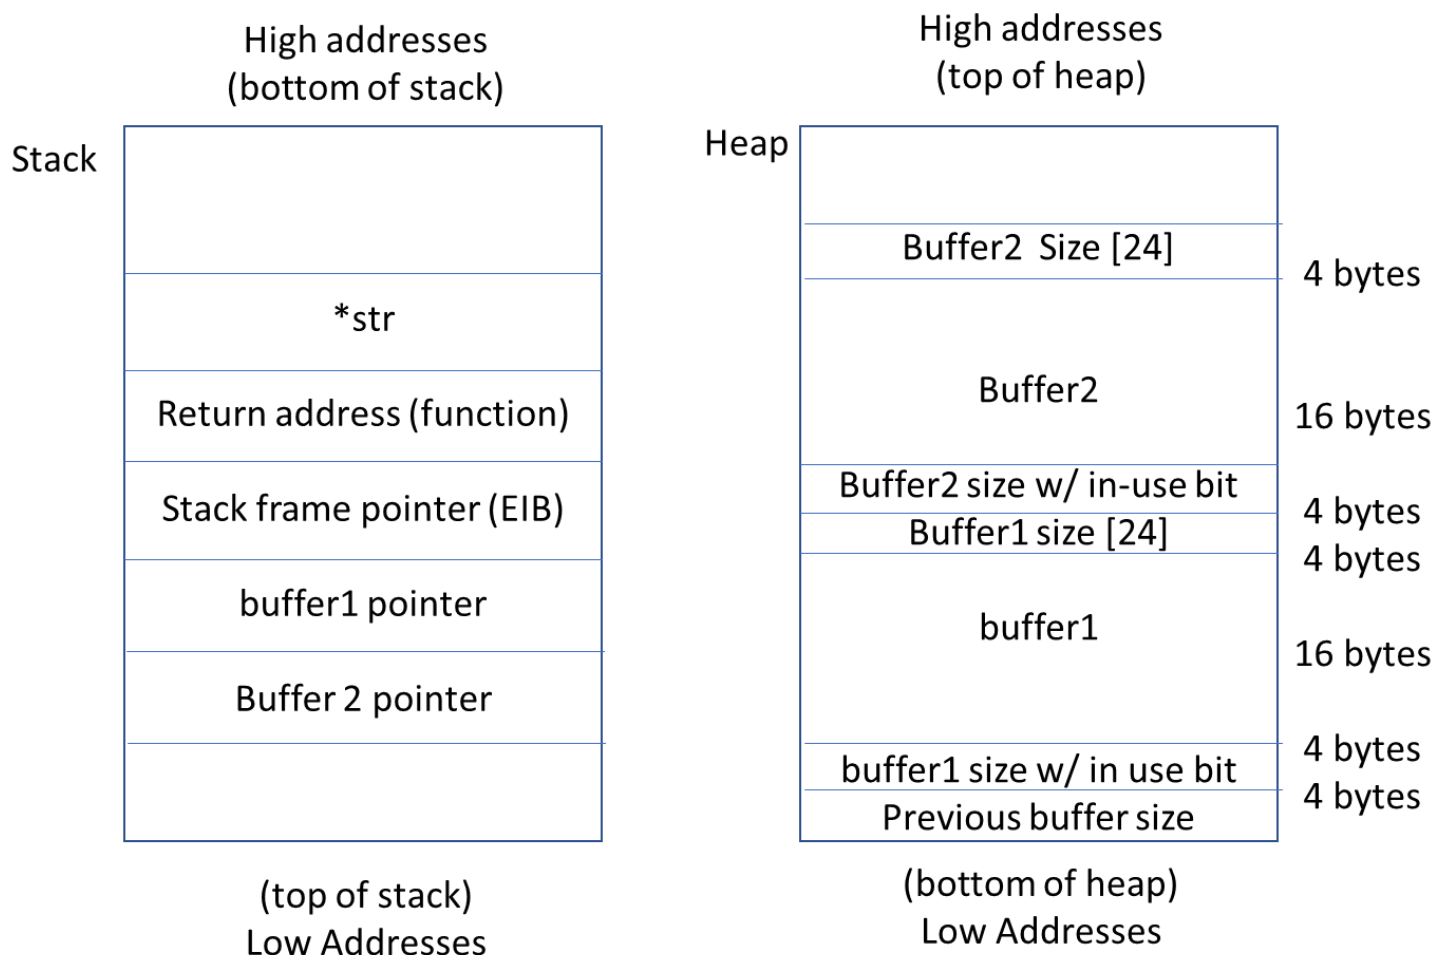 High addresses
(bottom of stack)
Stack
*str
Return address (function)
Stack frame pointer (EIB)
buffer1 pointer
Buffer 2 pointer
(top of stack)
Low Addresses
High addresses
(top of heap)
Heap
Buffer2 Size [24]
4 bytes
Buffer2
16 bytes
Buffer2 size w/ in-use bit
4 bytes
Buffer1 size [24]
4 bytes
buffer1
16 bytes
4 bytes
buffer1 size w/ in use bit
4 bytes
Previous buffer size
(bottom of heap)
Low Addresses